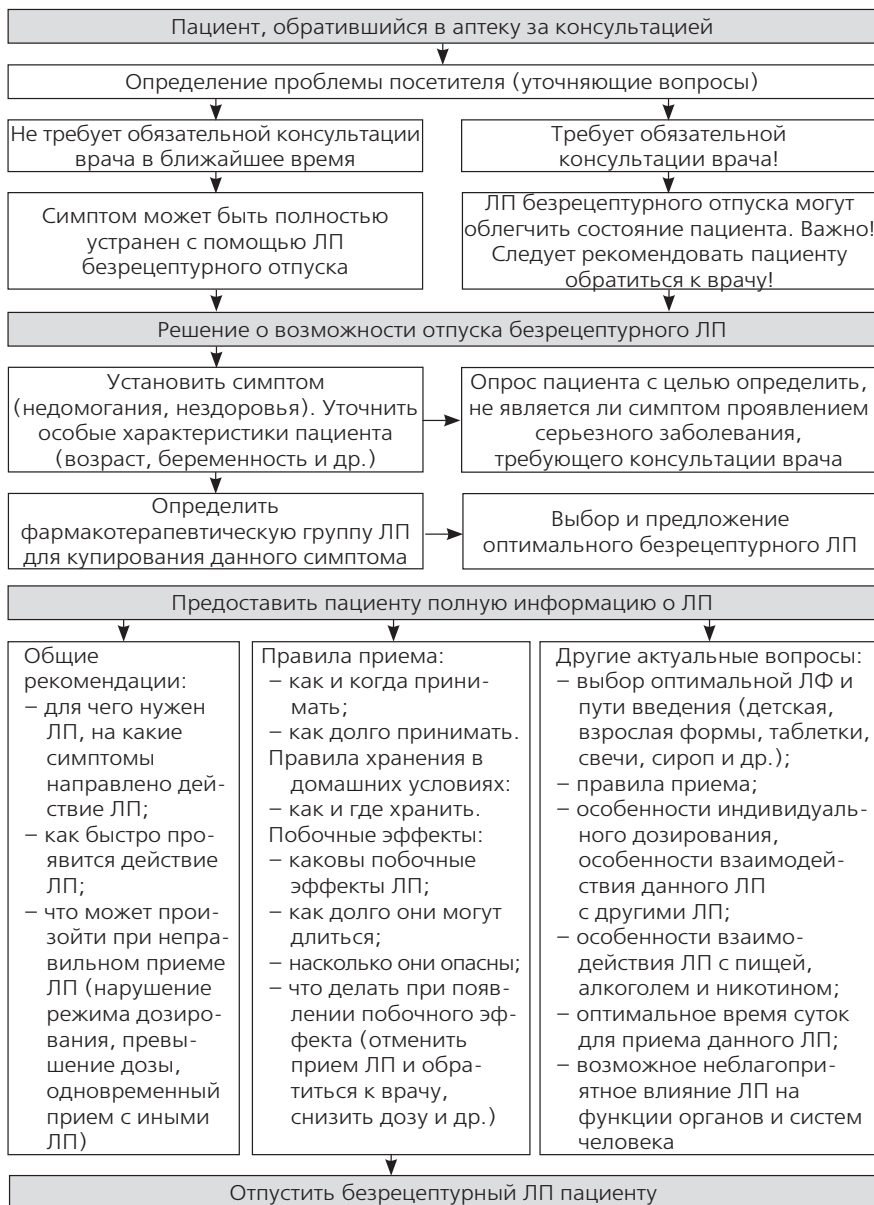 Пациент, обратившийся в аптеку за консультацией
Определение проблемы посетителя (уточняющие вопросы)
Не требует обязательной консультации
врача в ближайшее время
Требует обязательной
консультации врача!
Симптом может быть полностью
устранен с помощью ЛП
безрецептурного отпуска
ЛП безрецептурного отпуска могут
облегчить состояние пациента. Важно!
Следует рекомендовать пациенту
обратиться к врачу!
Решение о возможности отпуска безрецептурного ЛП
Установить симптом
(недомогания, нездоровья). Уточнить
особые характеристики пациента
(возраст, беременность и др.)
Опрос пациента с целью определить,
не является ли симптом проявлением
серьезного заболевания,
требующего консультации врача
Определить
фармакотерапевтическую группу ЛП
для купирования данного симптома
Выбор и предложение
оптимального безрецептурного ЛП
Предоставить пациенту полную информацию о ЛП
Общие
рекомендации:
– для чего нужен
ЛП, на какие
симптомы
направлено дей-
ствие ЛП;
– как быстро про-
явится действие
ЛП;
– что может прои-
зойти при непра-
вильном приеме
ЛП (нарушение
режима дозиро-
вания, превы-
шение дозы,
одновременный
прием с иными
ЛП)
Правила приема:
– как и когда прини-
мать;
– как долго принимать.
Правила хранения в
домашних условиях:
– как и где хранить.
Побочные эффекты:
– каковы побочные
эффекты ЛП;
– как долго они могут
длиться;
– насколько они опасны;
– что делать при появ-
лении побочного эф-
фекта (отменить
прием ЛП и обра-
титься к врачу,
снизить дозу и др.)
Другие актуальные вопросы:
– выбор оптимальной ЛФ и
пути введения (детская,
взрослая формы, таблетки,
свечи, сироп и др.);
– правила приема;
– особенности индивидуаль-
ного дозирования,
особенности взаимодей-
ствия данного ЛП
с другими ЛП;
– особенности взаимо-
действия ЛП с пищей,
алкоголем и никотином;
– оптимальное время суток
для приема данного ЛП;
– возможное неблагопри-
ятное влияние ЛП на
функции органов и систем
человека
Отпустить безрецептурный ЛП пациенту